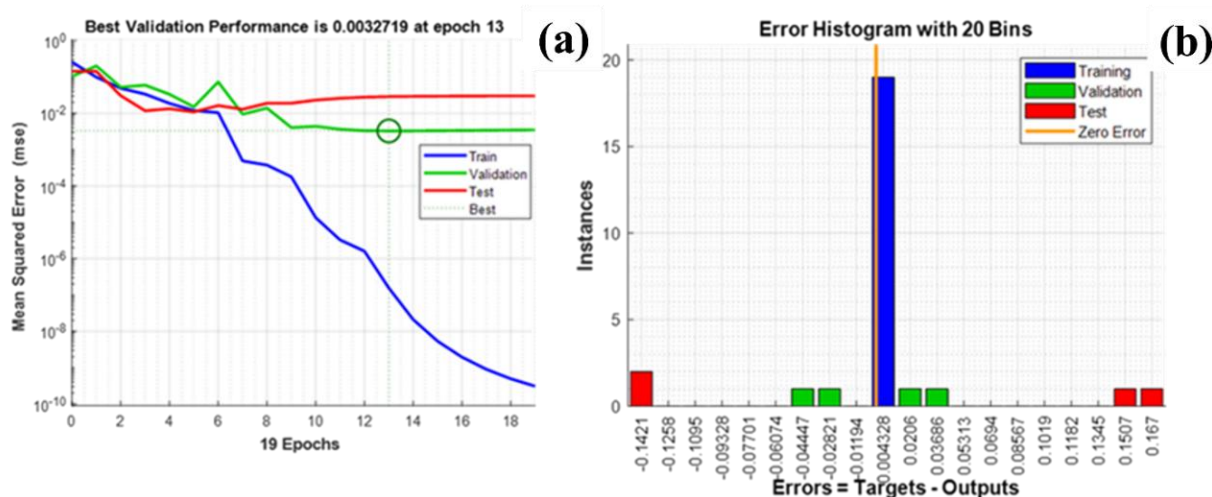 Best Validation Performance is 0.0032719 at epoch 13
(a)
Mean Squared Error (mse)
10^0
10^-2
10^-4
10^-6
10^-8
10^-10
Train
Validation
Test
Best
0 2 4 6 8 10 12 14 16 18
19 Epochs
Error Histogram with 20 Bins
(b)
Instances
20
15
10
5
0
Training
Validation
Test
Zero Error
-0.1421
-0.1258
-0.1095
-0.09328
-0.07701
-0.06074
-0.04447
-0.02821
-0.01194
0.004328
0.0206
0.03686
0.05313
0.0694
0.08567
0.1019
0.1182
0.1345
0.1507
0.167
Errors = Targets - Outputs